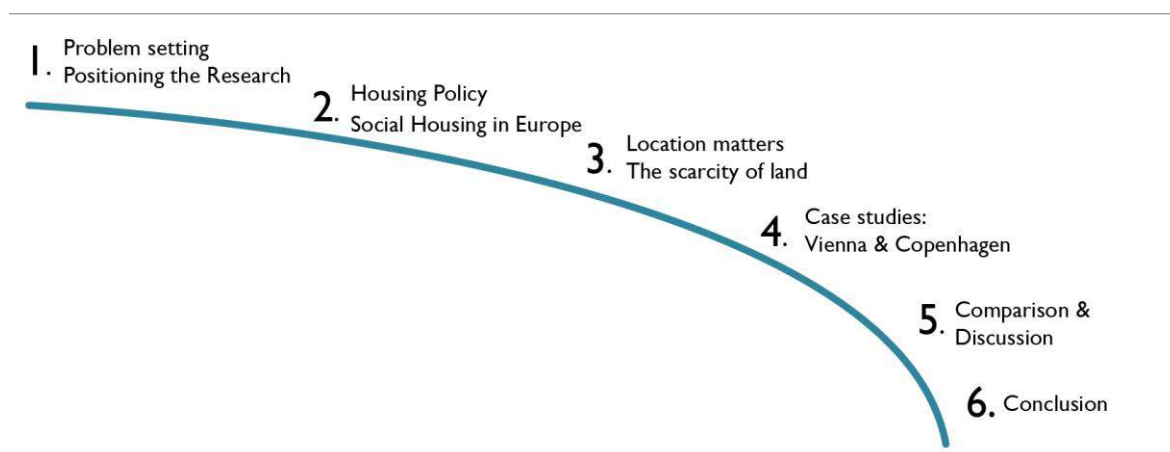 1. Problem setting
Positioning the Research
2. Housing Policy
Social Housing in Europe
3. Location matters
The scarcity of land
4. Case studies:
Vienna & Copenhagen
5. Comparison &
Discussion
6. Conclusion